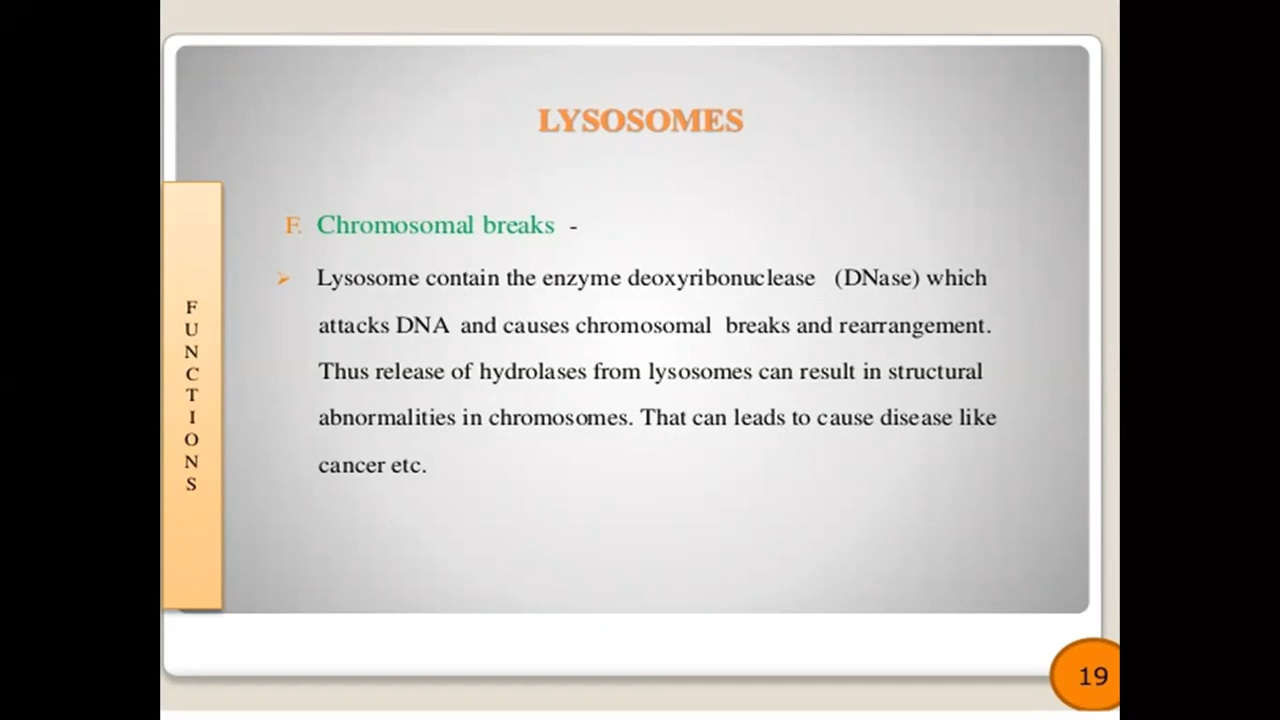 LYSOSOMES
F. Chromosomal breaks -
Lysosome contain the enzyme deoxyribonuclease (DNase) which
attacks DNA and causes chromosomal breaks and rearrangement.
Thus release of hydrolases from lysosomes can result in structural
abnormalities in chromosomes. That can leads to cause disease like
cancer etc.
FUNCTIONS
19